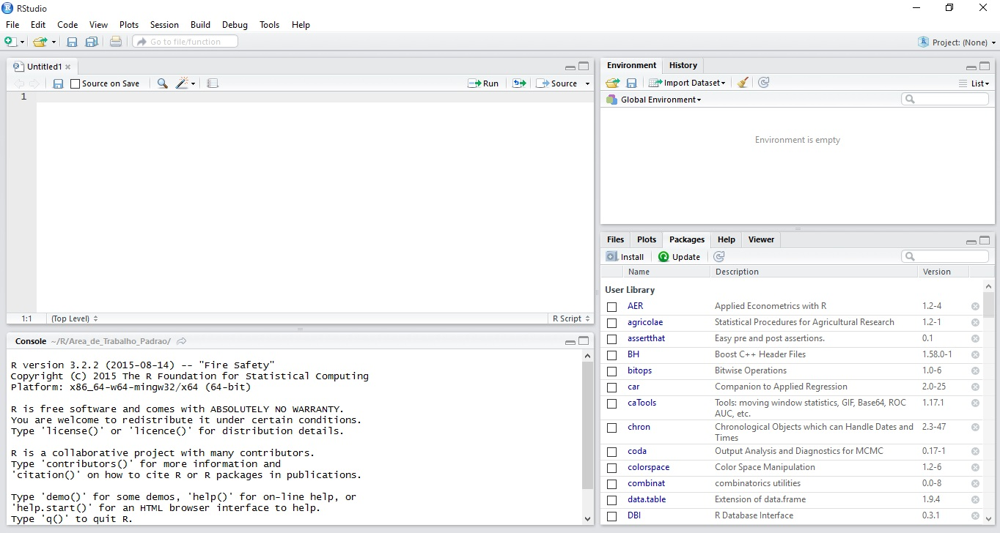 RStudio
File Edit Code View Plots Session Build Debug Tools Help
Go to file/function
Project: (None)
Untitled1
Source on Save
Run
Source
1
1:1 (Top Level) R Script
Console ~/R/Area_de_Trabalho_Padrao/
R version 3.2.2 (2015-08-14) -- "Fire Safety"
Copyright (C) 2015 The R Foundation for Statistical Computing
Platform: x86_64-w64-mingw32/x64 (64-bit)
R is free software and comes with ABSOLUTELY NO WARRANTY.
You are welcome to redistribute it under certain conditions.
Type 'license()' or 'licence()' for distribution details.
R is a collaborative project with many contributors.
Type 'contributors()' for more information and
'citation()' on how to cite R or R packages in publications.
Type 'demo()' for some demos, 'help()' for on-line help, or
'help.start()' for an HTML browser interface to help.
Type 'q()' to quit R.
Environment History
Import Dataset
List
Global Environment
Environment is empty
Files Plots Packages Help Viewer
Install Update
Name Description Version
User Library
AER Applied Econometrics with R 1.2-4
agricolae Statistical Procedures for Agricultural Research 1.2-1
assertthat Easy pre and post assertions. 0.1
BH Boost C++ Header Files 1.58.0-1
bitops Bitwise Operations 1.0-6
car Companion to Applied Regression 2.0-25
caTools Tools: moving window statistics, GIF, Base64, ROC 1.17.1
AUC, etc.
chron Chronological Objects which can Handle Dates and 2.3-47
Times
coda Output Analysis and Diagnostics for MCMC 0.17-1
colorspace Color Space Manipulation 1.2-6
combinat combinatorics utilities 0.0-8
data.table Extension of data.frame 1.9.4
DBI R Database Interface 0.3.1